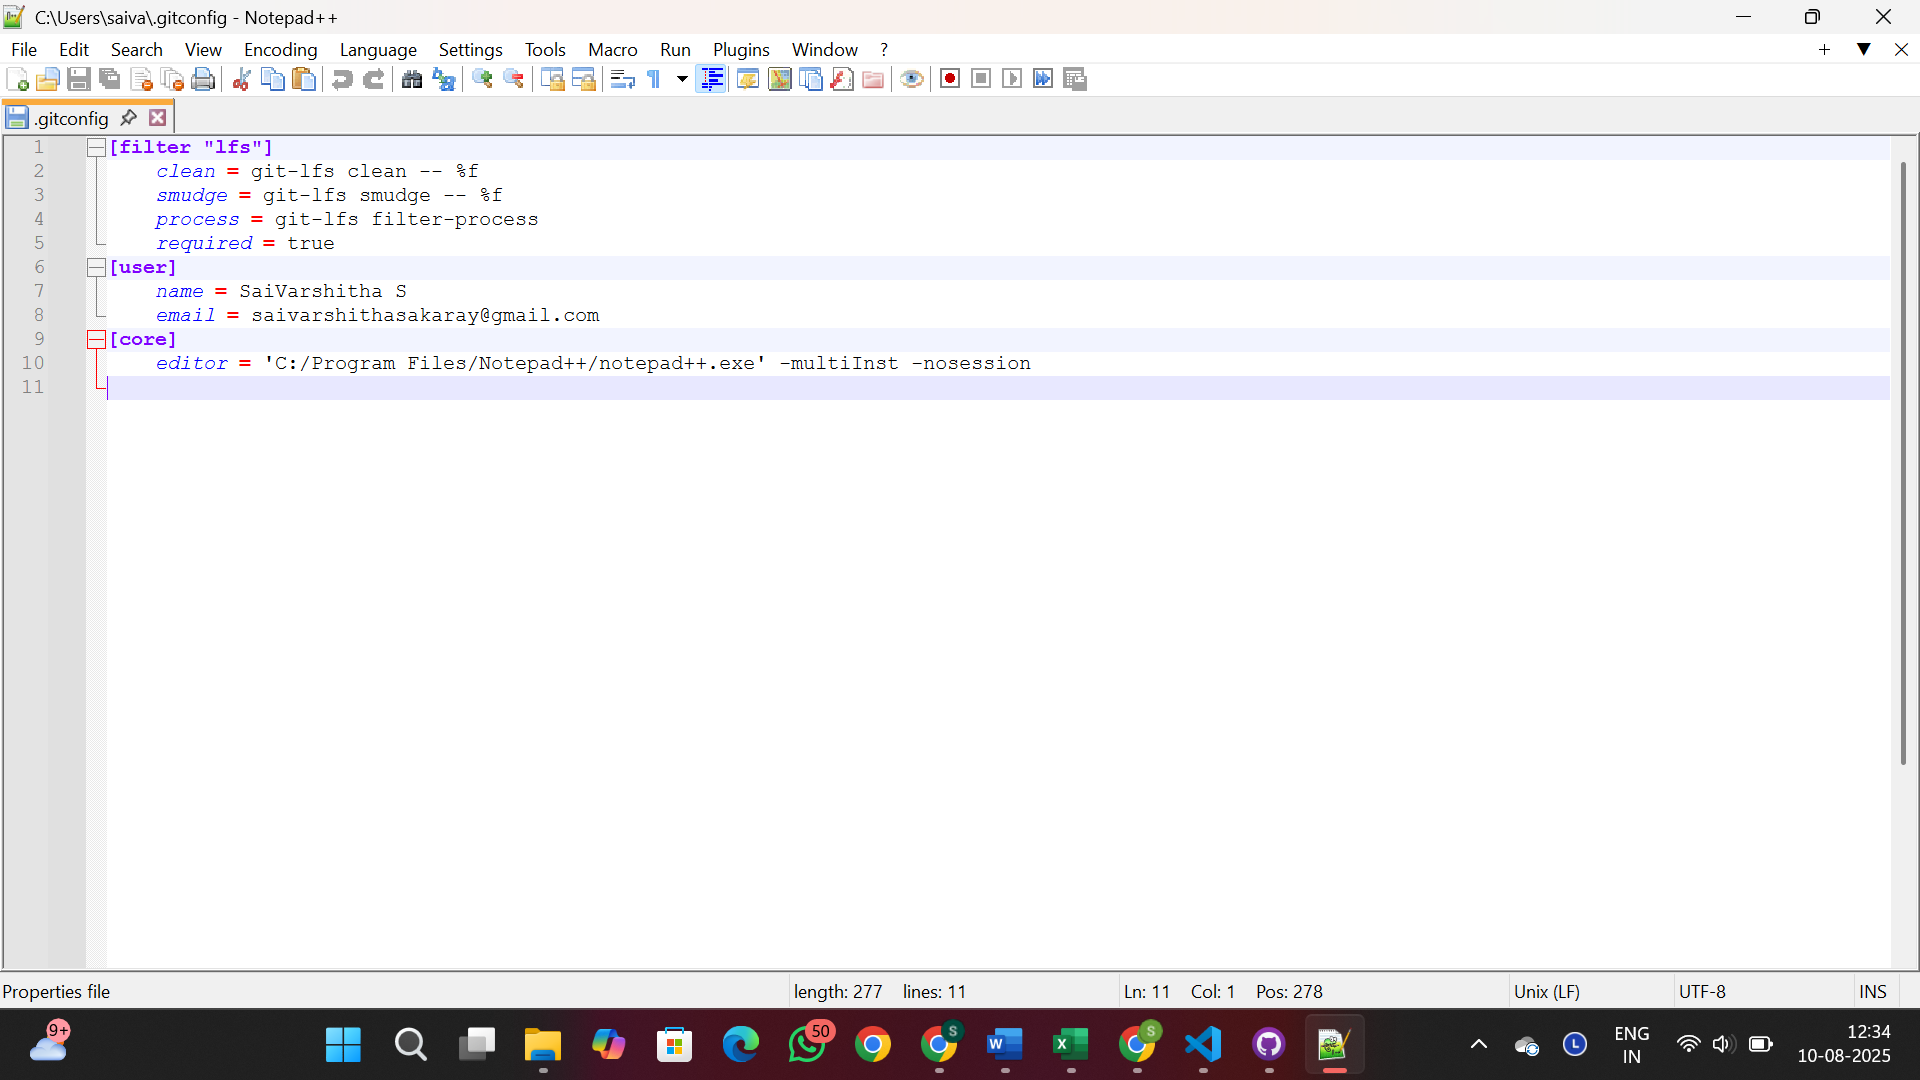 C:\Users\saiva\.gitconfig - Notepad++
File Edit Search View Encoding Language Settings Tools Macro Run Plugins Window ?
.gitconfig
1 [filter "lfs"]
2 clean = git-lfs clean -- %f
3 smudge = git-lfs smudge -- %f
4 process = git-lfs filter-process
5 required = true
6 [user]
7 name = SaiVarshitha S
8 email = saivarshithasakaray@gmail.com
9 [core]
10 editor = 'C:/Program Files/Notepad++/notepad++.exe' -multiInst -nosession
11
Properties file length: 277 lines: 11 Ln: 11 Col: 1 Pos: 278 Unix (LF) UTF-8 INS
9+ 50 S S L ENG 12:34
IN 10-08-2025